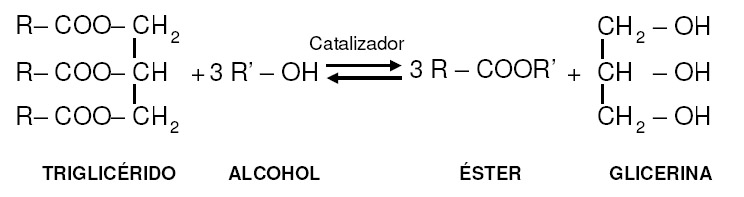 R– COO– CH2 CH2 – OH
Catalizador
R– COO– CH + 3 R’ – OH 3 R – COOR’ + CH – OH
R– COO– CH2 CH2 – OH
TRIGLICÉRIDO ALCOHOL ÉSTER GLICERINA